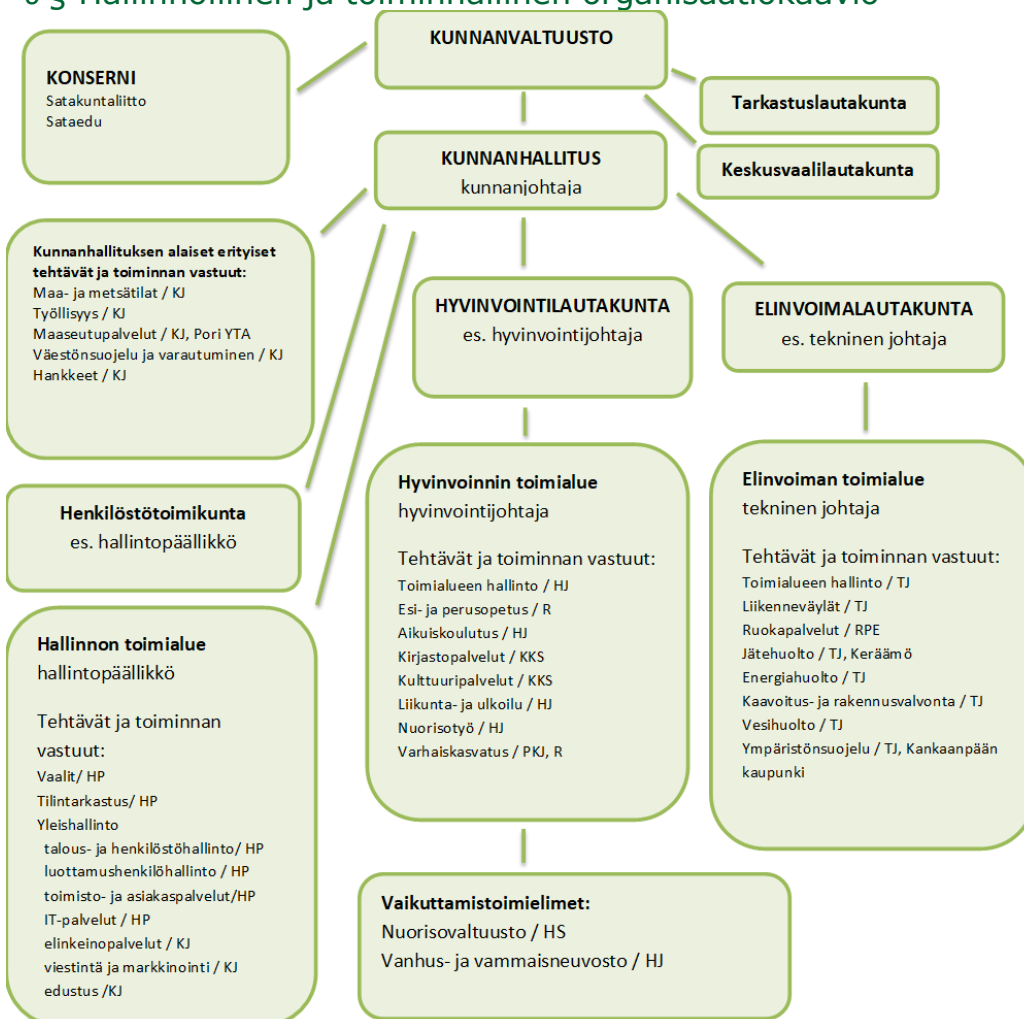 6 § Hallinnollinen ja toiminnallinen organisaatiokaavio
KUNNANVALTUUSTO
KONSERNI
Satakuntaliitto
Sataedu
Tarkastuslautakunta
Keskusvaalilautakunta
KUNNANHALLITUS
kunnanjohtaja
Kunnanhallituksen alaiset erityiset
tehtävät ja toiminnan vastuut:
Maa- ja metsätilat / KJ
Työllisyys / KJ
Maaseutupalvelut / KJ, Pori YTA
Väestönsuojelu ja varautuminen / KJ
Hankkeet / KJ
HYVINVOINTILAUTAKUNTA
es. hyvinvointijohtaja
ELINVOIMALAUTAKUNTA
es. tekninen johtaja
Henkilöstötoimikunta
es. hallintopäällikkö
Hallinnon toimialue
hallintopäällikkö
Tehtävät ja toiminnan
vastuut:
Vaalit/ HP
Tilintarkastus/ HP
Yleishallinto
talous- ja henkilöstöhallinto/ HP
luottamushenkilöhallinto / HP
toimisto- ja asiakaspalvelut/HP
IT-palvelut / HP
elinkeinopalvelut / KJ
viestintä ja markkinointi / KJ
edustus /KJ
Hyvinvoinnin toimialue
hyvinvointijohtaja
Tehtävät ja toiminnan vastuut:
Toimialueen hallinto / HJ
Esi- ja perusopetus / R
Aikuiskoulutus / HJ
Kirjastopalvelut / KKS
Kulttuuripalvelut / KKS
Liikunta- ja ulkoilu / HJ
Nuorisotyö / HJ
Varhaiskasvatus / PKJ, R
Elinvoiman toimialue
tekninen johtaja
Tehtävät ja toiminnan vastuut:
Toimialueen hallinto / TJ
Liikenneväylät / TJ
Ruokapalvelut / RPE
Jätehuolto / TJ, Keräämö
Energiahuolto / TJ
Kaavoitus- ja rakennusvalvonta / TJ
Vesihuolto / TJ
Ympäristönsuojelu / TJ, Kankaanpään
kaupunki
Vaikuttamistoimielimet:
Nuorisovaltuusto / HS
Vanhus- ja vammaisneuvosto / HJ